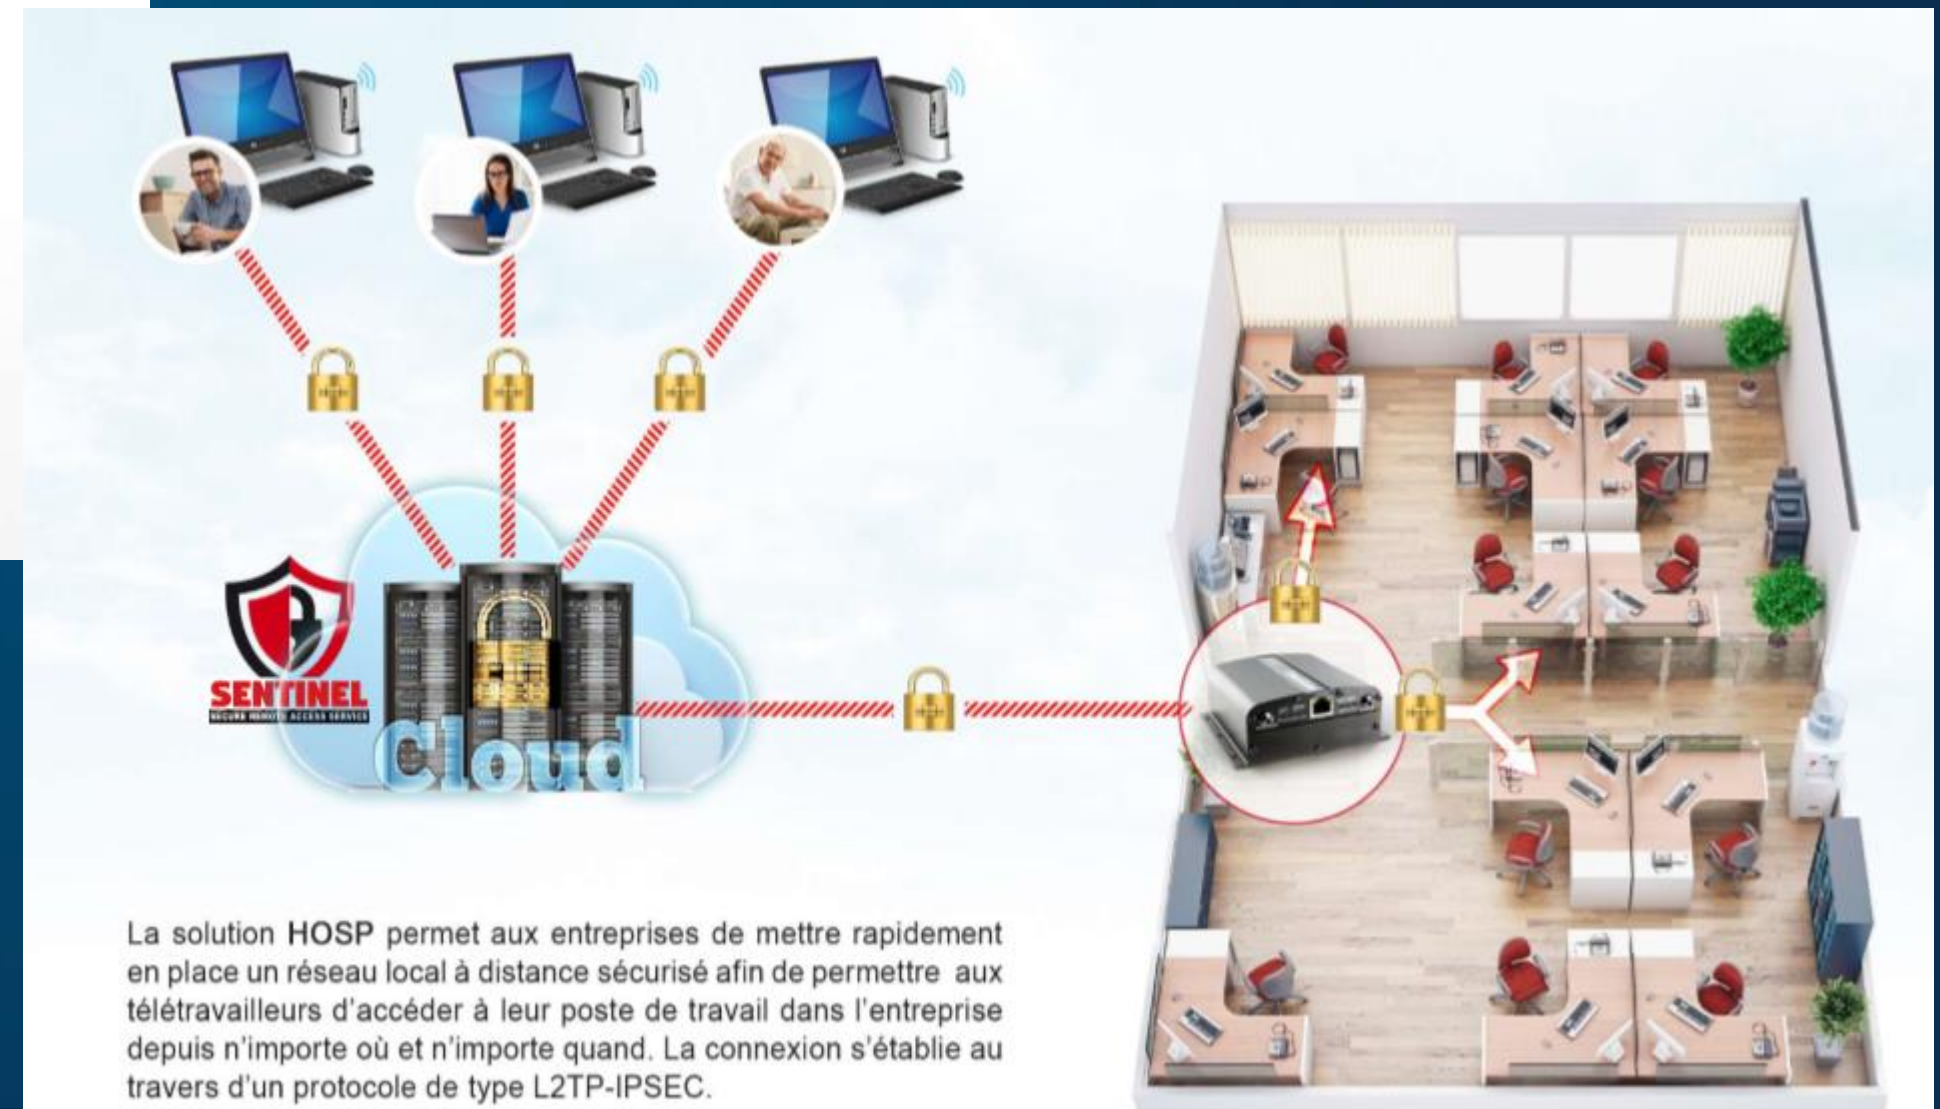 SENTINEL
SECURE REMOTE ACCESS SERVICE
Cloud
La solution HOSP permet aux entreprises de mettre rapidement
en place un réseau local à distance sécurisé afin de permettre aux
télétravailleurs d'accéder à leur poste de travail dans l'entreprise
depuis n'importe où et n'importe quand. La connexion s'établie au
travers d'un protocole de type L2TP-IPSEC.